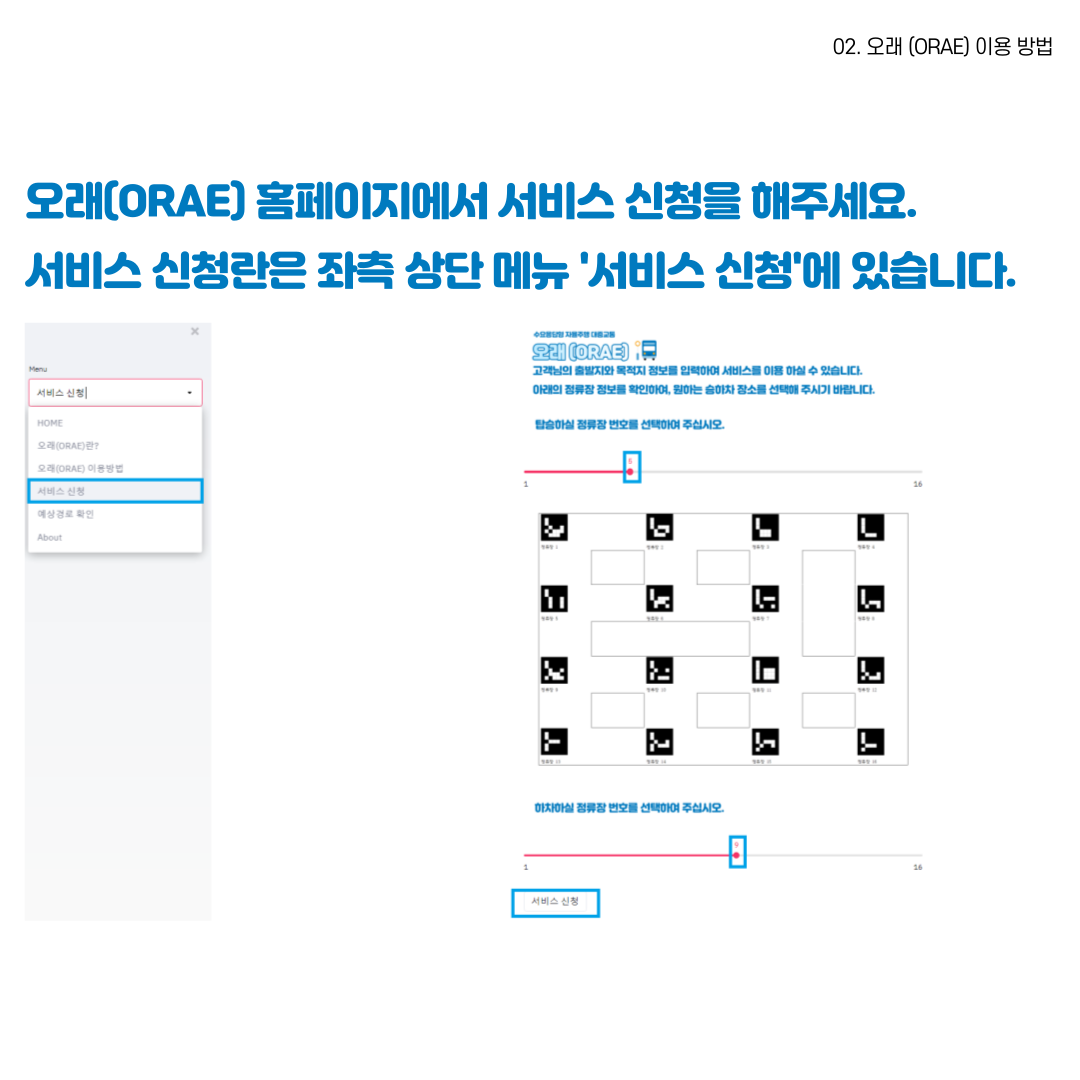 02. 오래 (ORAE) 이용 방법
오래(ORAE) 홈페이지에서 서비스 신청을 해주세요.
서비스 신청란은 좌측 상단 메뉴 '서비스 신청'에 있습니다.
Menu
서비스 신청
HOME
오래(ORAE)란?
오래(ORAE) 이용방법
서비스 신청
예상경로 확인
About
수요응답형 자율주행 대중교통
오래 (ORAE)
고객님의 출발지와 목적지 정보를 입력하여 서비스를 이용 하실 수 있습니다.
아래의 정류장 정보를 확인하여, 원하는 승하차 장소를 선택해 주시기 바랍니다.
탑승하실 정류장 번호를 선택하여 주십시오.
5
1 16
정류장 1 정류장 2 정류장 3 정류장 4
정류장 5 정류장 6 정류장 7 정류장 8
정류장 9 정류장 10 정류장 11 정류장 12
정류장 13 정류장 14 정류장 15 정류장 16
하차하실 정류장 번호를 선택하여 주십시오.
9
1 16
서비스 신청